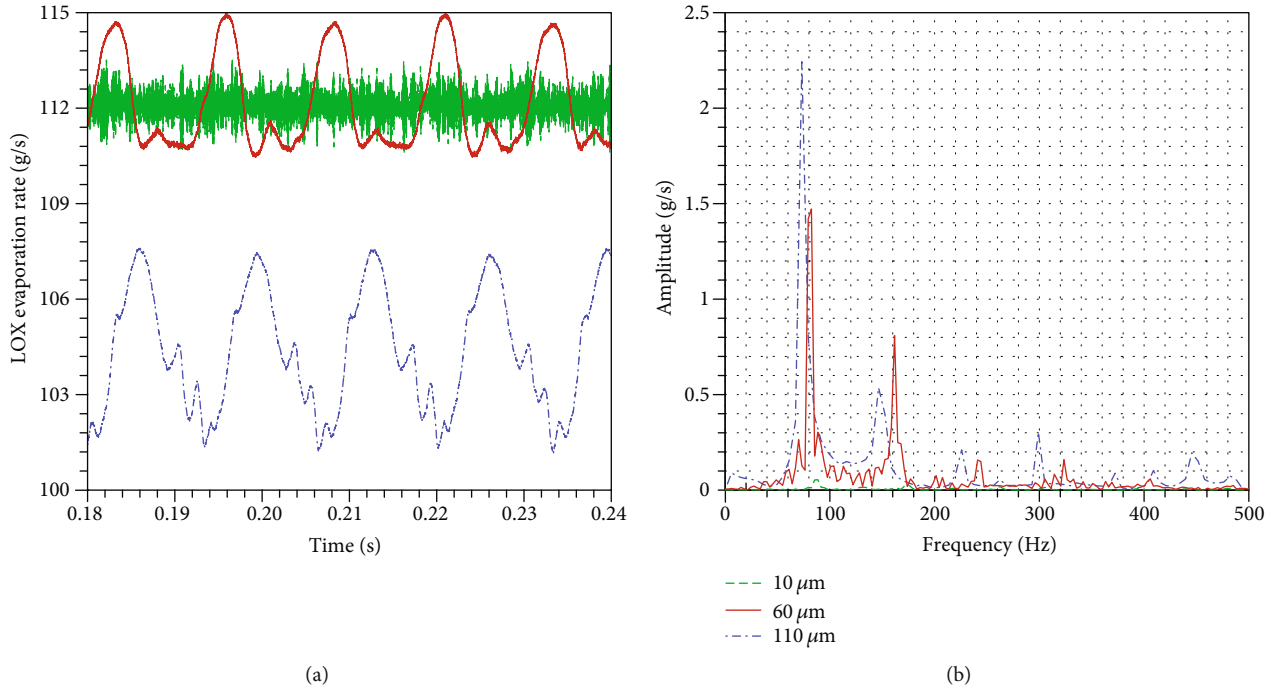 115
112
109
106
103
100
LOX evaporation rate (g/s)
0.18
0.19
0.20
0.21
0.22
0.23
0.24
Time (s)
(a)
2.5
2
1.5
1
0.5
0
Amplitude (g/s)
0
100
200
300
400
500
Frequency (Hz)
10 μm
60 μm
110 μm
(b)